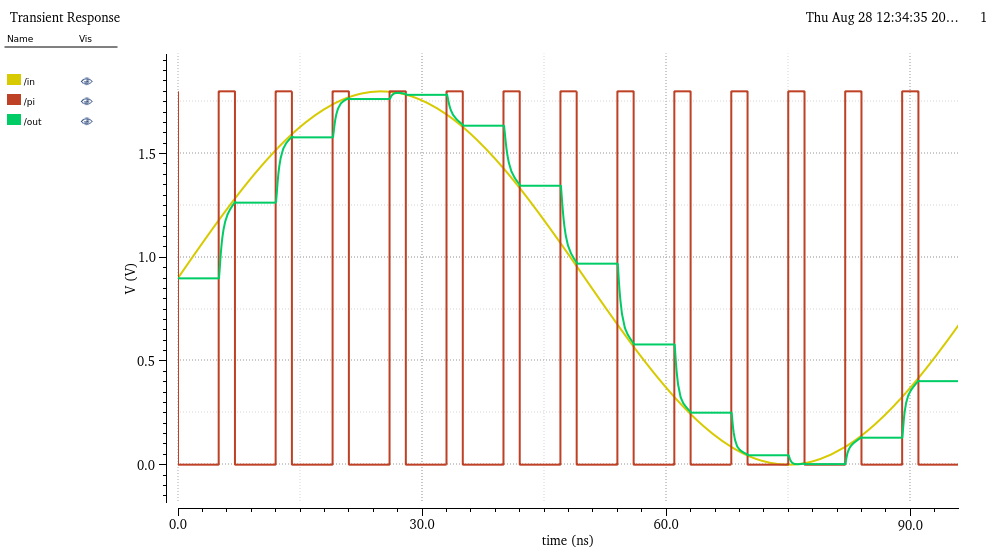 Transient Response
Thu Aug 28 12:34:35 20... 1
Name Vis
/in
/pi
/out
1.5
1.0
0.5
0.0
V (V)
0.0 30.0 60.0 90.0
time (ns)